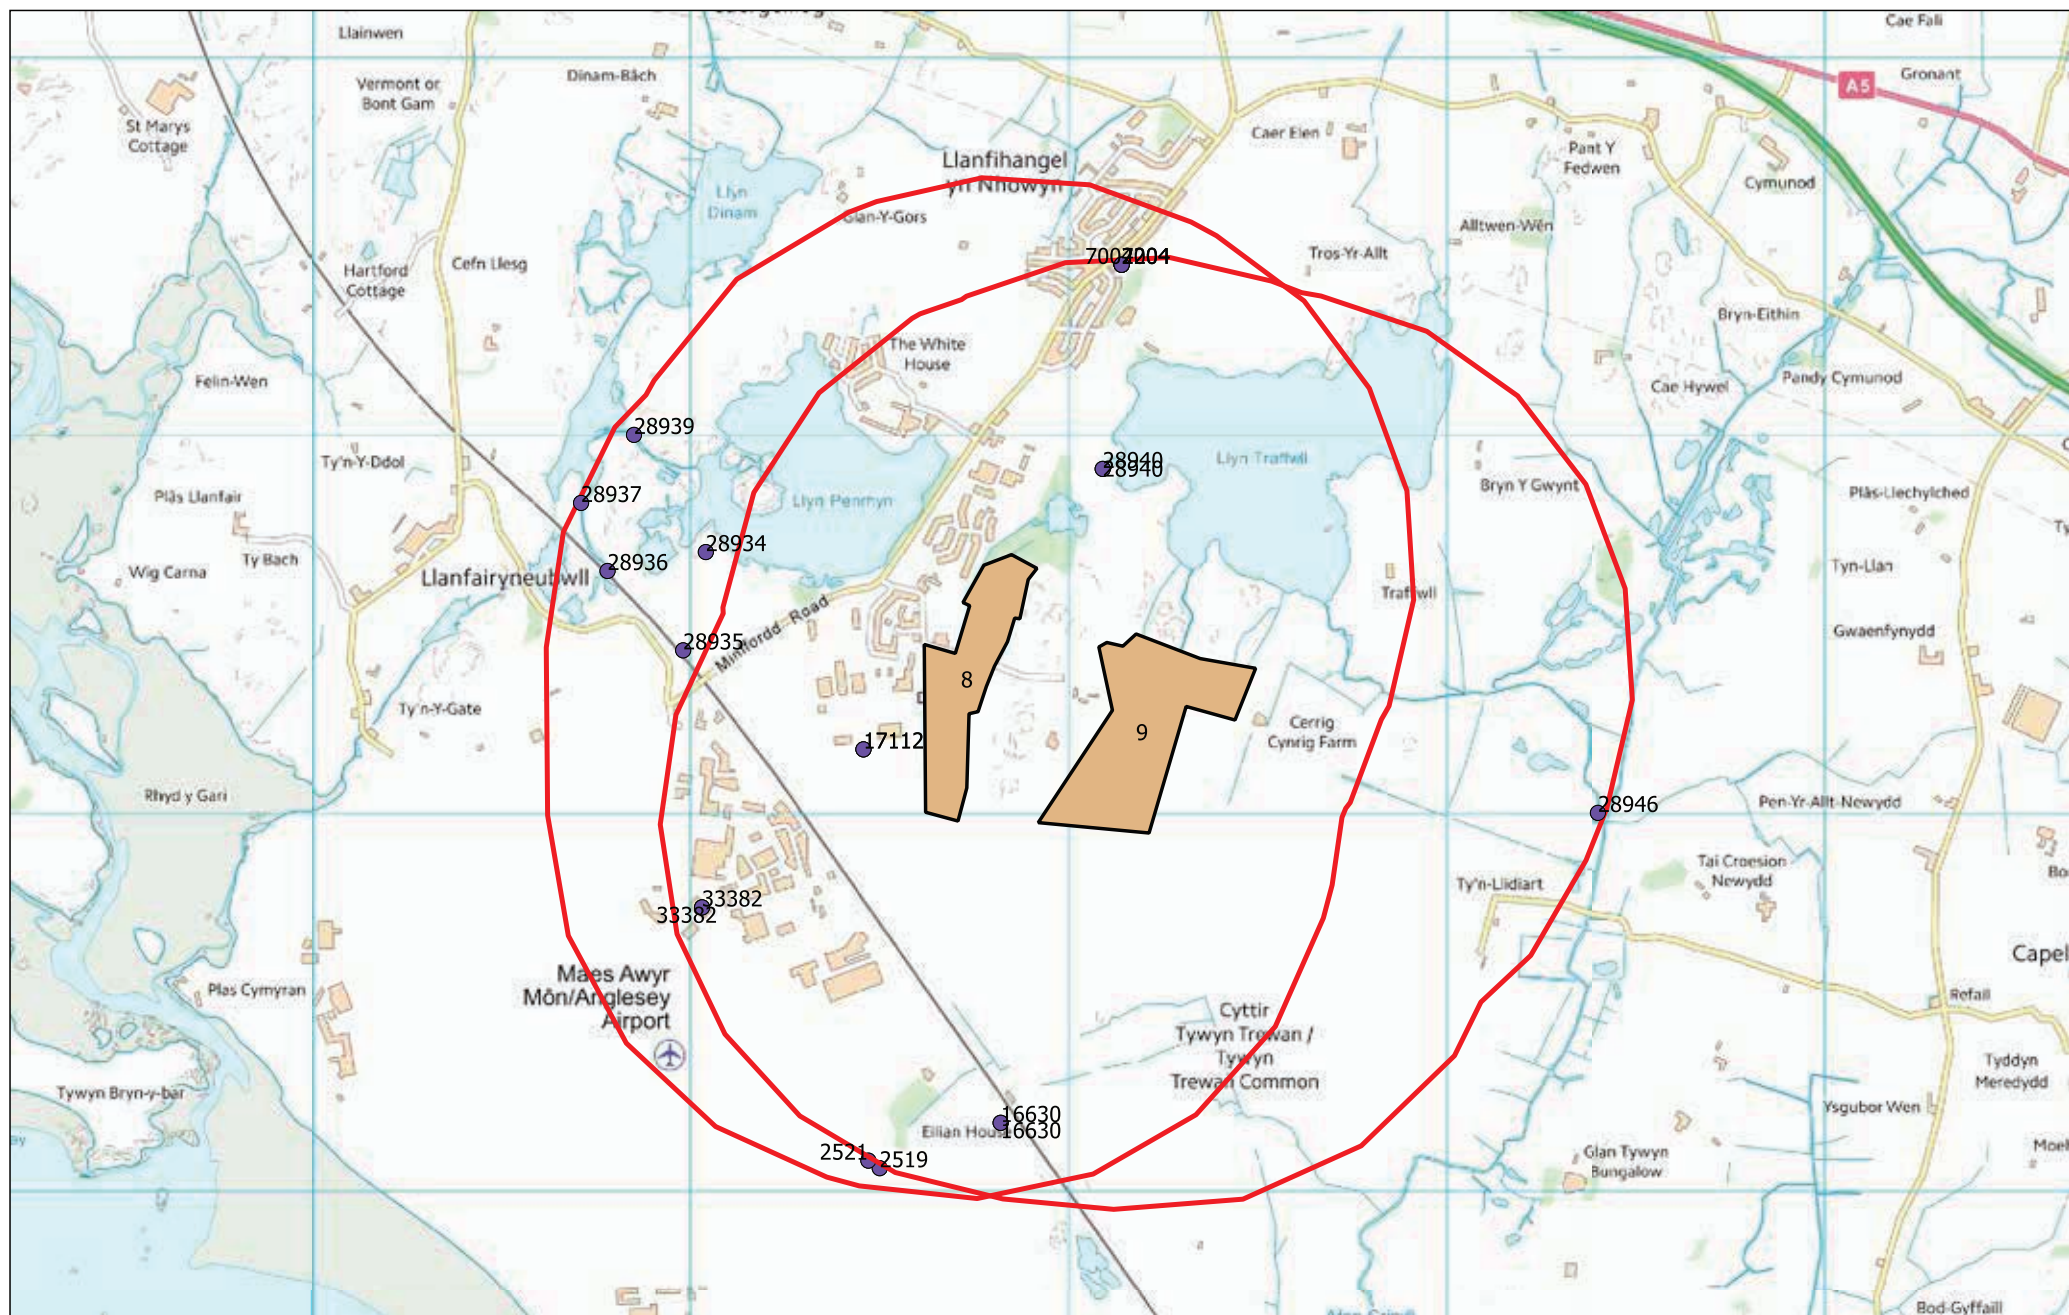 Cae Fali
Llainwen
A5
Gronant
Dinam-Bâch
Vermont or
Bont Gam
St Marys
Cottage
Caer Elen
Pant Y
Fedwen
Cymunod
Llanfihangel
yn Nhowyn
Llyn
Dinam
Glan-Y-Gors
Alltwen-Wên
Tros-Yr-Allt
Cefn Llesg
Hartford
Cottage
4204
Bryn-Eithin
The White
House
Felin-Wen
Cae Hywel
Pandy Cymunod
28939
Ty'n-Y-Ddol
28940
28940
Llyn Traffwll
Bryn Y Gwynt
Plâs-Llechylched
Plâs Llanfair
28937
Llyn Penrhyn
28934
Ty Bach
28936
Wig Carna
Llanfairyneubwll
Tyn-Llan
Traffwll
Minffordd Road
28935
Gwaenfynydd
8
9
Ty'n-Y-Gate
Cerrig
Cynrig Farm
17112
Rhyd y Gari
28946
Pen-Yr-Allt-Newydd
Tai Croesion
Newydd
Ty'n-Llidiart
33382
33382
Capel
Maes Awyr
Môn/Anglesey
Airport
Plas Cymyran
Refail
Cyttir
Tywyn Trewan /
Tywyn
Trewan Common
Tyddyn
Meredydd
Tywyn Bryn-y-bar
Ysgubor Wen
16630
16630
Eilian House
2521
2519
Glan Tywyn
Bungalow
Moel
Bod-Gyffaill